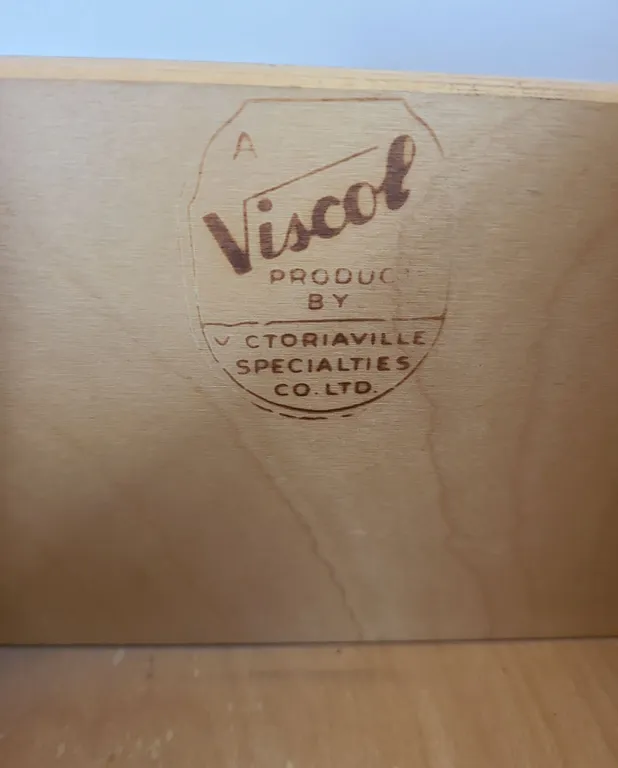 A
Viscol
PRODUC
BY
V CTORIAVILLE
SPECIALTIES
CO. LTD.